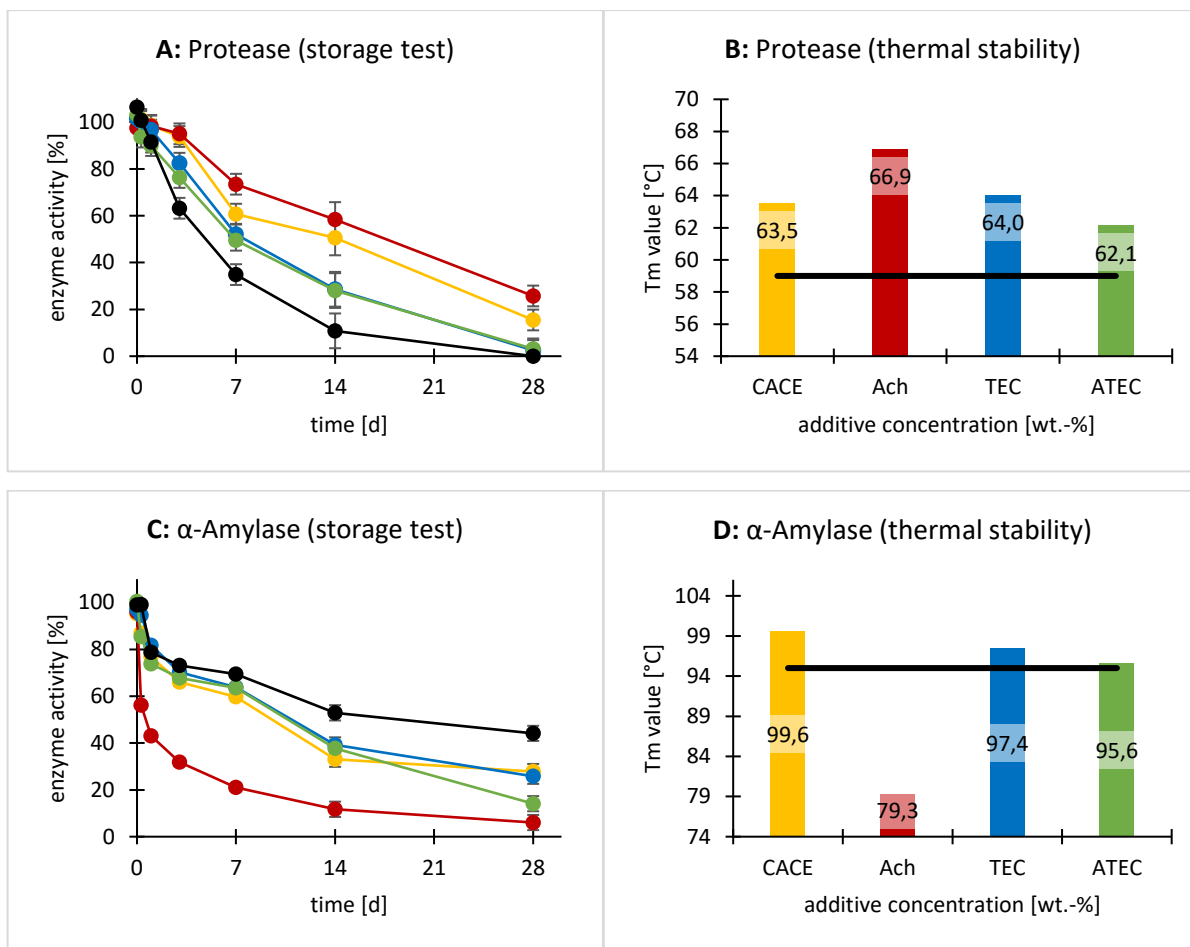 A: Protease (storage test)
enzyme activity [%]
100
80
60
40
20
0
0 7 14 21 28
time [d]
B: Protease (thermal stability)
Tm value [°C]
70
68
66
64
62
60
58
56
54
63,5
66,9
64,0
62,1
CACE Ach TEC ATEC
additive concentration [wt.-%]
C: α-Amylase (storage test)
enzyme activity [%]
100
80
60
40
20
0
0 7 14 21 28
time [d]
D: α-Amylase (thermal stability)
Tm value [°C]
104
99
94
89
84
79
74
99,6
79,3
97,4
95,6
CACE Ach TEC ATEC
additive concentration [wt.-%]